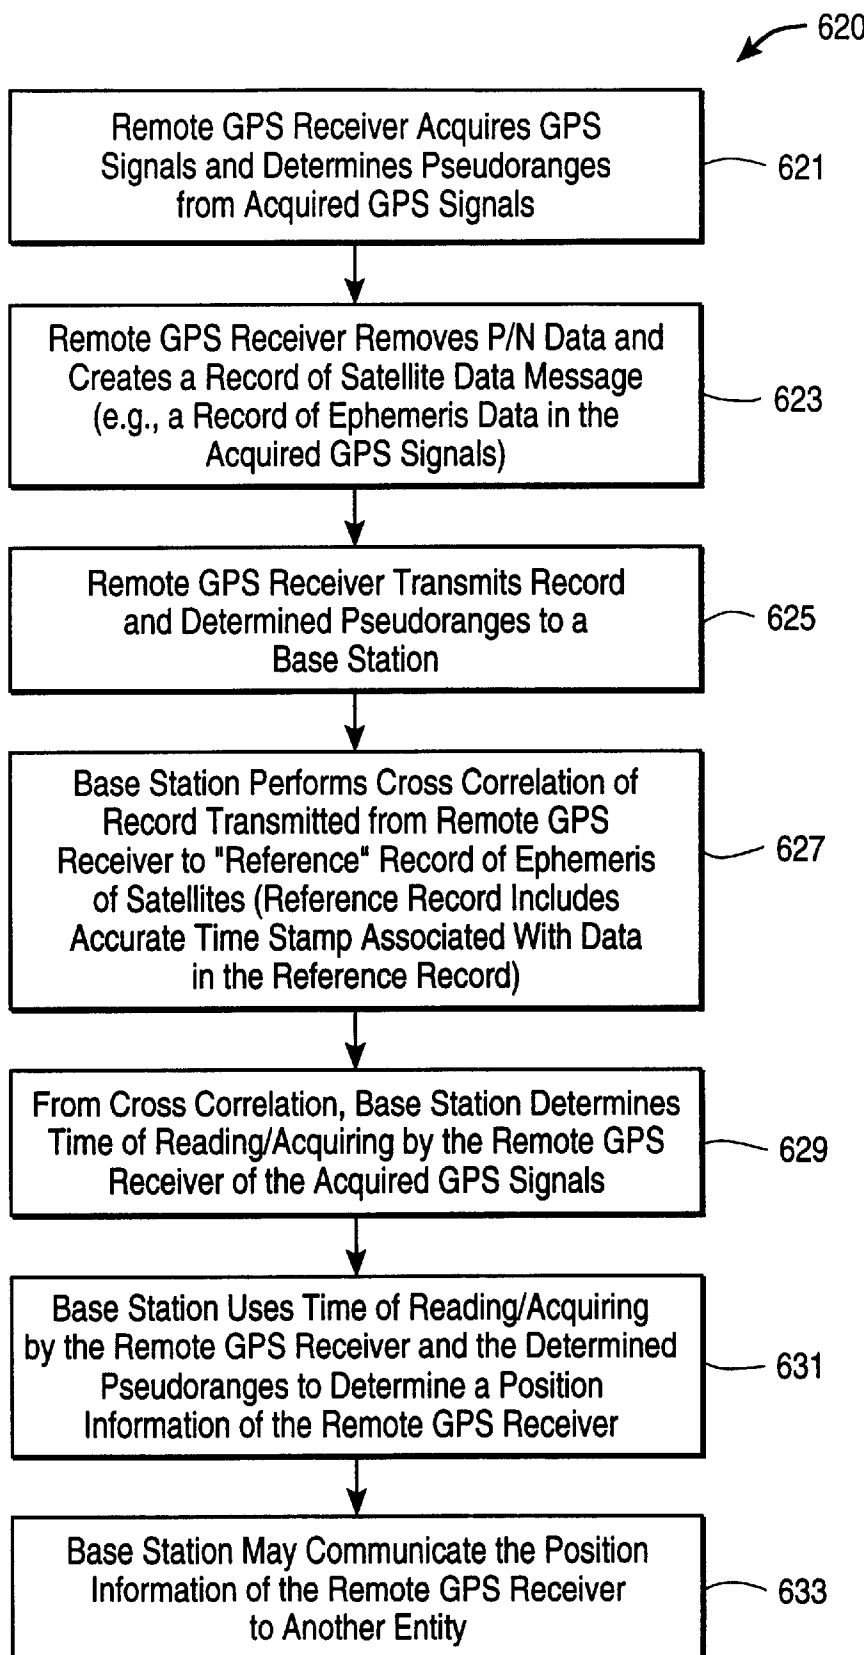 620
Remote GPS Receiver Acquires GPS
Signals and Determines Pseudoranges
from Acquired GPS Signals
621
Remote GPS Receiver Removes P/N Data and
Creates a Record of Satellite Data Message
(e.g., a Record of Ephemeris Data in the
Acquired GPS Signals)
623
Remote GPS Receiver Transmits Record
and Determined Pseudoranges to a
Base Station
625
Base Station Performs Cross Correlation of
Record Transmitted from Remote GPS
Receiver to "Reference" Record of Ephemeris
of Satellites (Reference Record Includes
Accurate Time Stamp Associated With Data
in the Reference Record)
627
From Cross Correlation, Base Station Determines
Time of Reading/Acquiring by the Remote GPS
Receiver of the Acquired GPS Signals
629
Base Station Uses Time of Reading/Acquiring
by the Remote GPS Receiver and the Determined
Pseudoranges to Determine a Position
Information of the Remote GPS Receiver
631
Base Station May Communicate the Position
Information of the Remote GPS Receiver
to Another Entity
633